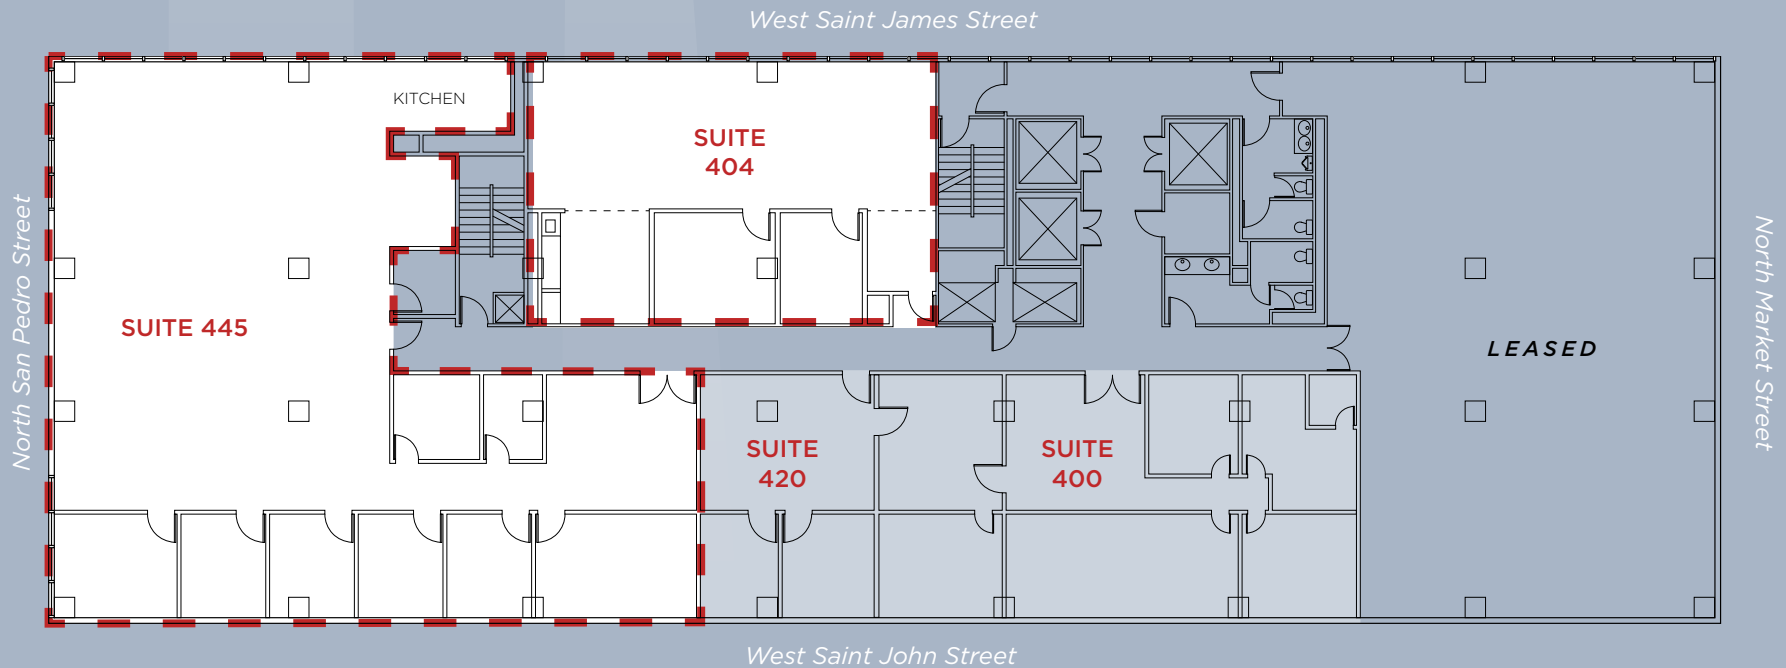 West Saint James Street
KITCHEN
SUITE
404
North San Pedro Street
SUITE 445
LEASED
North Market Street
SUITE
420
SUITE
400
West Saint John Street